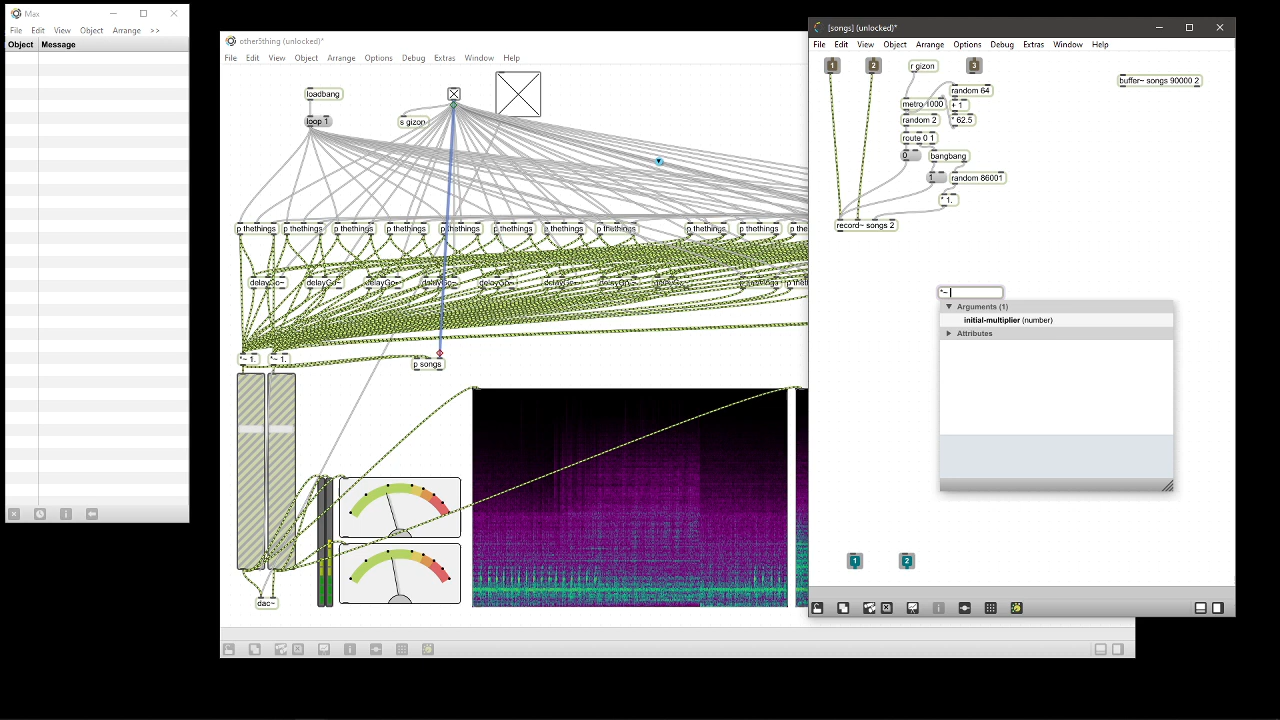 Max
File Edit View Object Arrange >>
Object Message
other5thing (unlocked)*
File Edit View Object Arrange Options Debug Extras Window Help
loadbang
loop 1
s gizon
p thethings p thethings p thethings p thethings p thethings p thethings p thethings p thethings p thethings p thethings p the
*~ 1. *~ 1.
p songs
dac~
[songs] (unlocked)*
File Edit View Object Arrange Options Debug Extras Window Help
1 2 r gizon 3
buffer~ songs 90000 2
random 64
metro 1000 + 1
random 2 * 62.5
route 0 1
0 bangbang
1 random 86001
* 1.
record~ songs 2
*~
Arguments (1)
initial-multiplier (number)
Attributes
1 2